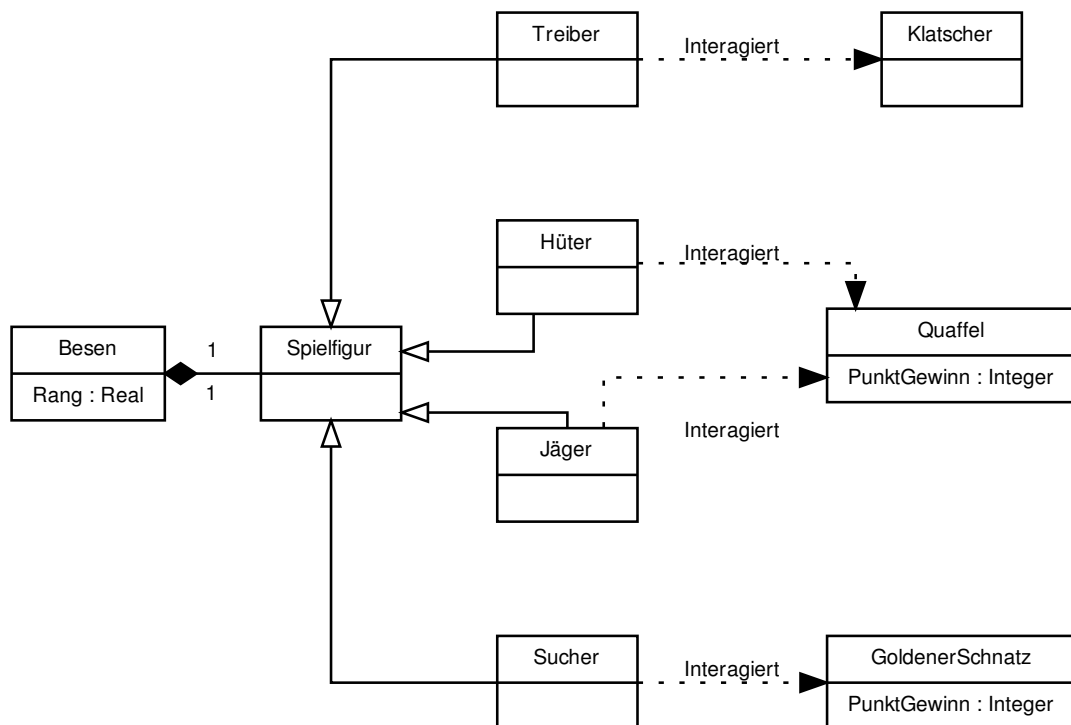 Treiber
Interagiert
Klatscher
Hüter
Interagiert
Besen
Rang : Real
1
1
Spielfigur
Quaffel
PunktGewinn : Integer
Interagiert
Jäger
Sucher
Interagiert
GoldenerSchnatz
PunktGewinn : Integer